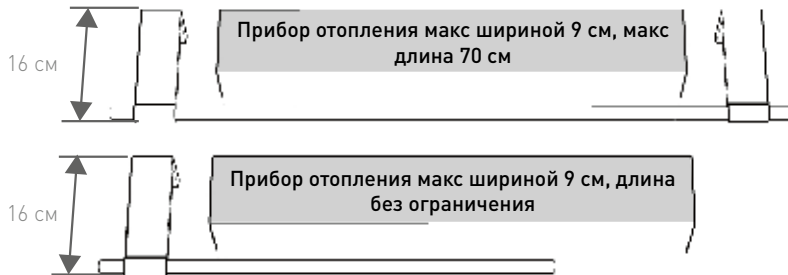 Прибор отопления макс шириной 9 см, макс
длина 70 см
16 см
Прибор отопления макс шириной 9 см, длина
без ограничения
16 см